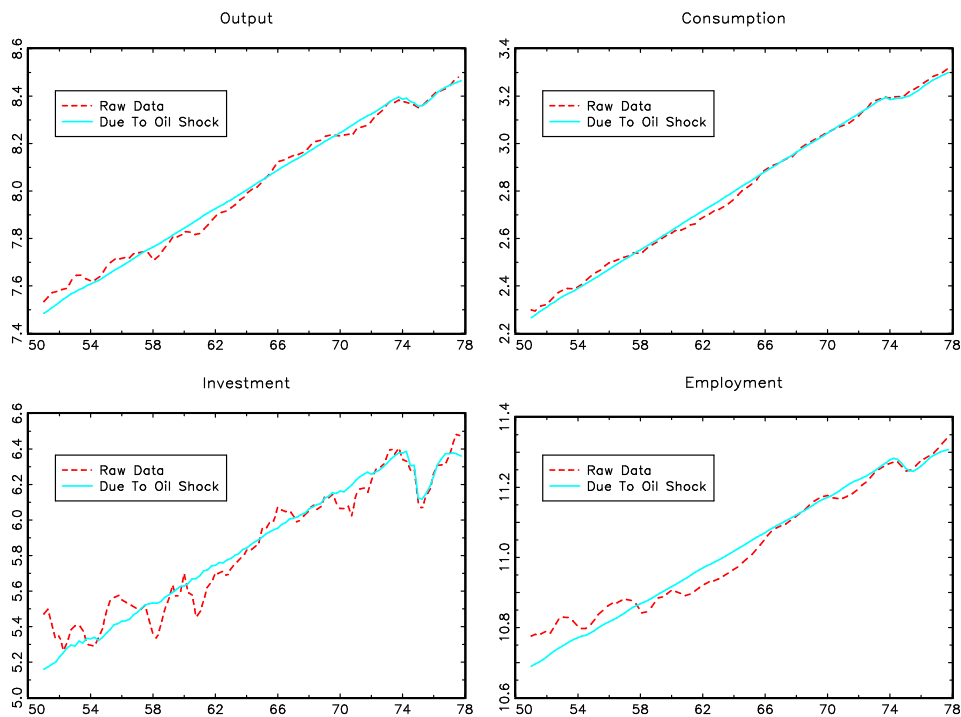 Output
8.6
8.4
8.2
8.0
7.8
7.6
7.4
Raw Data
Due To Oil Shock
50 54 58 62 66 70 74 78
Consumption
3.4
3.2
3.0
2.8
2.6
2.4
2.2
Raw Data
Due To Oil Shock
50 54 58 62 66 70 74 78
Investment
6.6
6.4
6.2
6.0
5.8
5.6
5.4
5.2
5.0
Raw Data
Due To Oil Shock
50 54 58 62 66 70 74 78
Employment
11.4
11.2
11.0
10.8
10.6
Raw Data
Due To Oil Shock
50 54 58 62 66 70 74 78